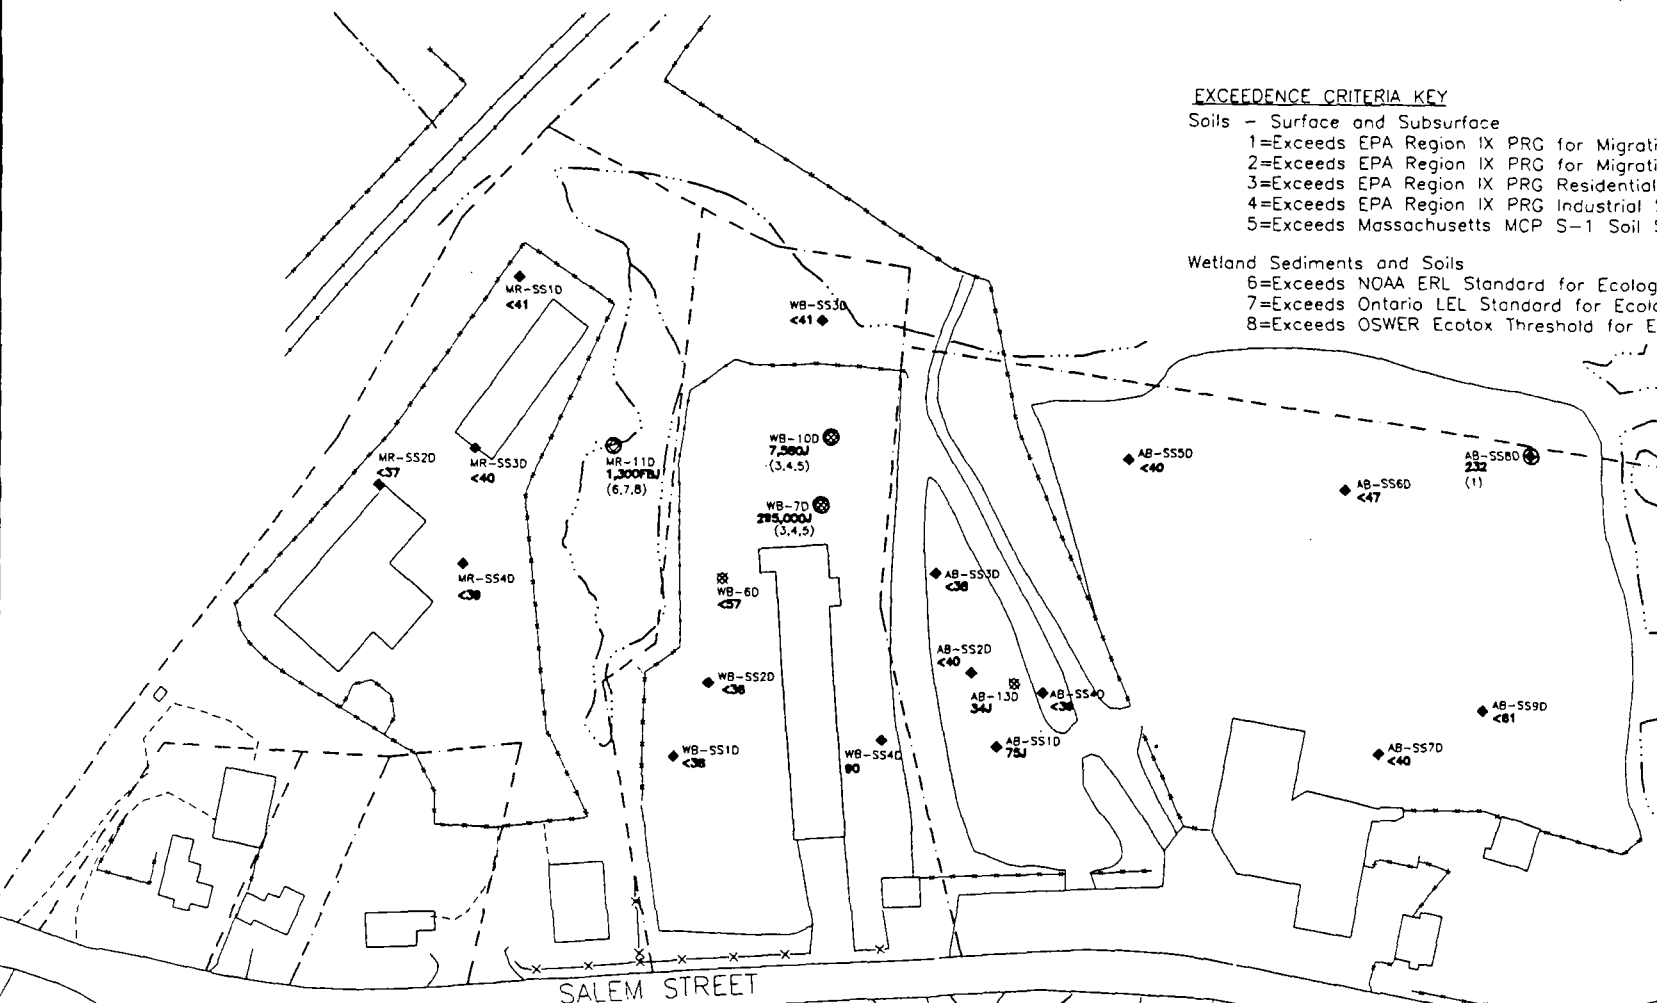 EXCEEDENCE CRITERIA KEY
Soils - Surface and Subsurface
1=Exceeds EPA Region IX PRG for Migrati
2=Exceeds EPA Region IX PRG for Migrati
3=Exceeds EPA Region IX PRG Residential
4=Exceeds EPA Region IX PRG Industrial
5=Exceeds Massachusetts MCP S-1 Soil
Wetland Sediments and Soils
6=Exceeds NOAA ERL Standard for Ecolog
7=Exceeds Ontario LEL Standard for Ecolo
8=Exceeds OSWER Ecotox Threshold for E
MR-SS1D
<41
WB-SS3D
<41
MR-SS2D
<37
MR-SS3D
<40
MR-11D
1,300FBJ
(6,7,8)
WB-10D
(3,4,5)
WB-7D
295,000J
(3,4,5)
AB-SS5D
<40
AB-SS6D
<47
AB-SS8D
232
(1)
MR-SS4D
<39
WB-6D
<57
AB-SS3D
WB-SS2D
AB-SS2D
<40
AB-13D
34J
AB-SS4D
AB-SS9D
<61
WB-SS1D
WB-SS4D
90
AB-SS1D
75J
AB-SS7D
<40
SALEM STREET